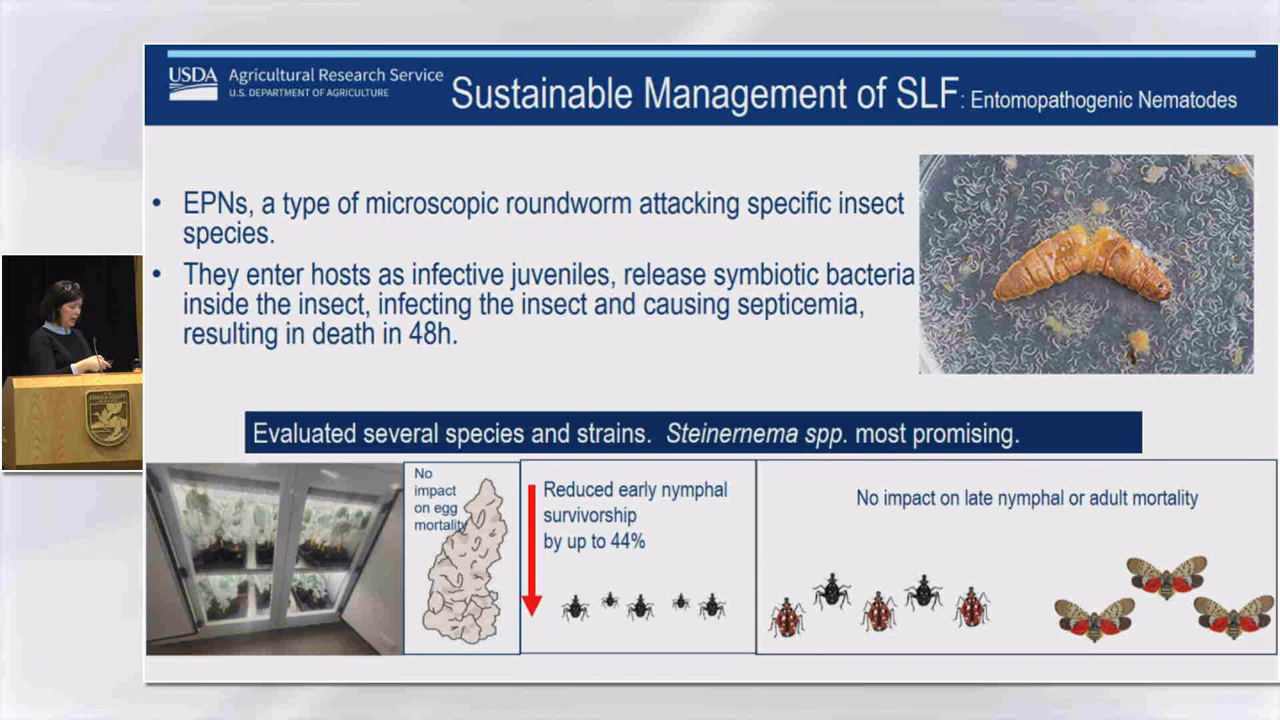 USDA Agricultural Research Service
U.S. DEPARTMENT OF AGRICULTURE
Sustainable Management of SLF: Entomopathogenic Nematodes
• EPNs, a type of microscopic roundworm attacking specific insect
species.
• They enter hosts as infective juveniles, release symbiotic bacteria
inside the insect, infecting the insect and causing septicemia,
resulting in death in 48h.
Evaluated several species and strains. Steinernema spp. most promising.
No
impact
on egg
mortality
Reduced early nymphal
survivorship
by up to 44%
No impact on late nymphal or adult mortality